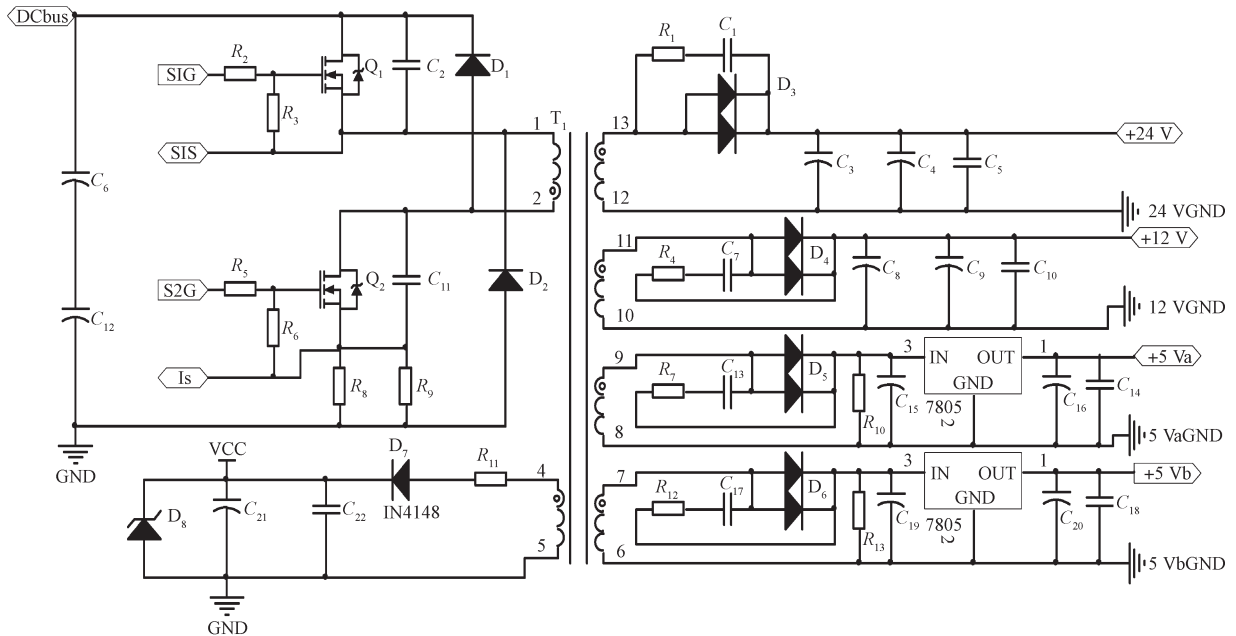 DCbus
SIG
R2
Q1
C2
D1
R3
SIS
1
T1
2
C6
S2G
R5
Q2
C11
D2
R6
C12
Is
R8
R9
GND
VCC
D7
R11
4
D8
C21
C22
IN4148
5
GND
R1
C1
D3
13
+24 V
C3
C4
C5
12
24 VGND
11
D4
+12 V
R4
C7
C8
C9
C10
10
12 VGND
9
3
IN
OUT
1
+5 Va
R7
C13
D5
GND
C15
7805
2
C16
C14
R10
8
5 VaGND
7
3
IN
OUT
1
+5 Vb
R12
C17
D6
GND
C19
7805
2
C20
C18
R13
6
5 VbGND